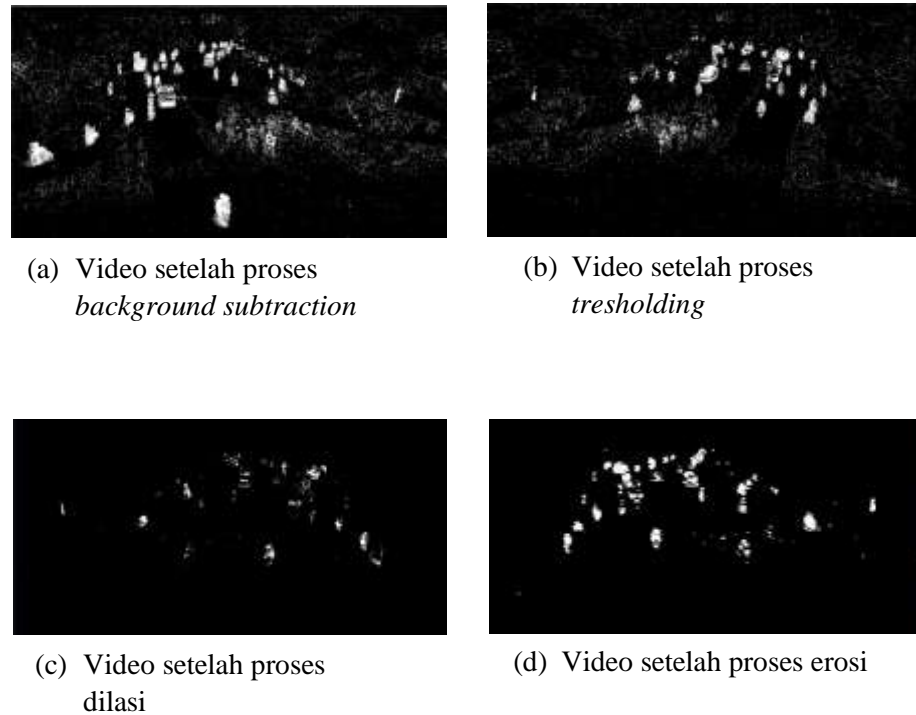 (a) Video setelah proses
background subtraction
(b) Video setelah proses
tresholding
(c) Video setelah proses
dilasi
(d) Video setelah proses erosi